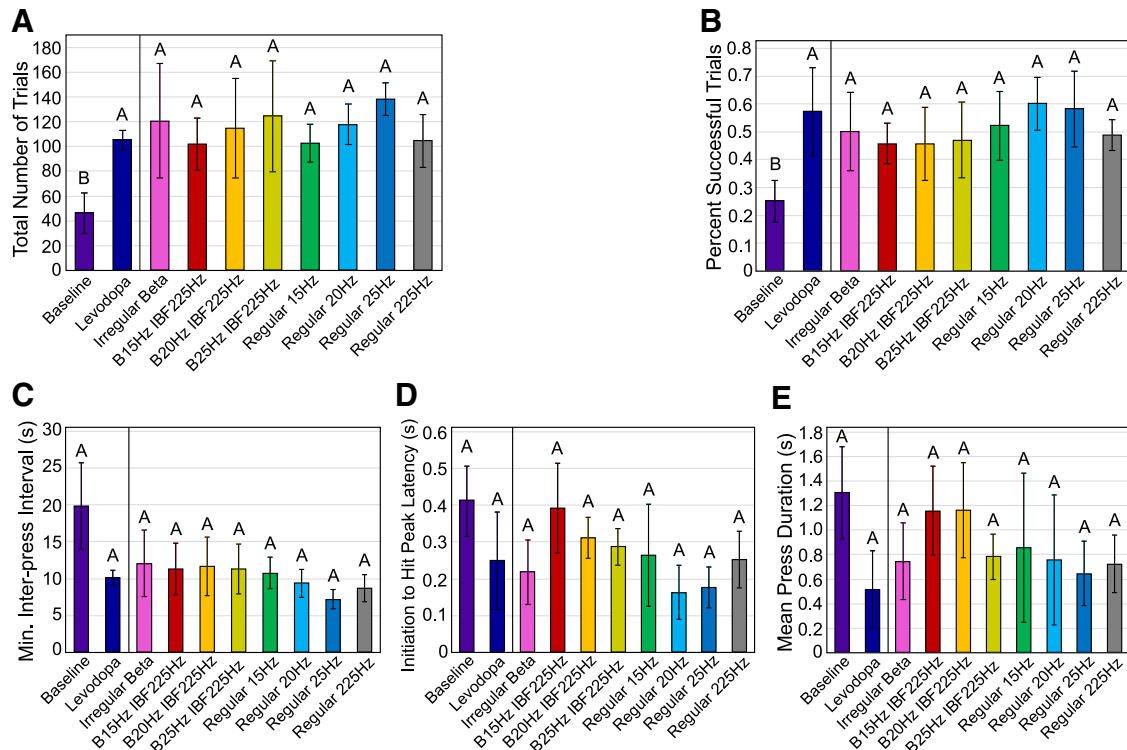 A
Total Number of Trials
180
160
140
120
100
80
60
40
20
0
B
A
A
A
A
A
A
A
A
A
Baseline
Levodopa
Irregular Beta
B15Hz IBF225Hz
B20Hz IBF225Hz
B25Hz IBF225Hz
Regular 15Hz
Regular 20Hz
Regular 25Hz
Regular 225Hz
B
Percent Successful Trials
0.8
0.7
0.6
0.5
0.4
0.3
0.2
0.1
0
B
A
A
A
A
A
A
A
A
A
Baseline
Levodopa
Irregular Beta
B15Hz IBF225Hz
B20Hz IBF225Hz
B25Hz IBF225Hz
Regular 15Hz
Regular 20Hz
Regular 25Hz
Regular 225Hz
C
Min. Inter-press Interval (s)
30
25
20
15
10
5
0
A
A
A
A
A
A
A
A
A
A
Baseline
Levodopa
Irregular Beta
B15Hz IBF225Hz
B20Hz IBF225Hz
B25Hz IBF225Hz
Regular 15Hz
Regular 20Hz
Regular 25Hz
Regular 225Hz
D
Initiation to Hit Peak Latency (s)
0.6
0.5
0.4
0.3
0.2
0.1
0
A
A
A
A
A
A
A
A
A
A
Baseline
Levodopa
Irregular Beta
B15Hz IBF225Hz
B20Hz IBF225Hz
B25Hz IBF225Hz
Regular 15Hz
Regular 20Hz
Regular 25Hz
Regular 225Hz
E
Mean Press Duration (s)
1.8
1.6
1.4
1.2
1.0
0.8
0.6
0.4
0.2
0
A
A
A
A
A
A
A
A
A
A
Baseline
Levodopa
Irregular Beta
B15Hz IBF225Hz
B20Hz IBF225Hz
B25Hz IBF225Hz
Regular 15Hz
Regular 20Hz
Regular 25Hz
Regular 225Hz